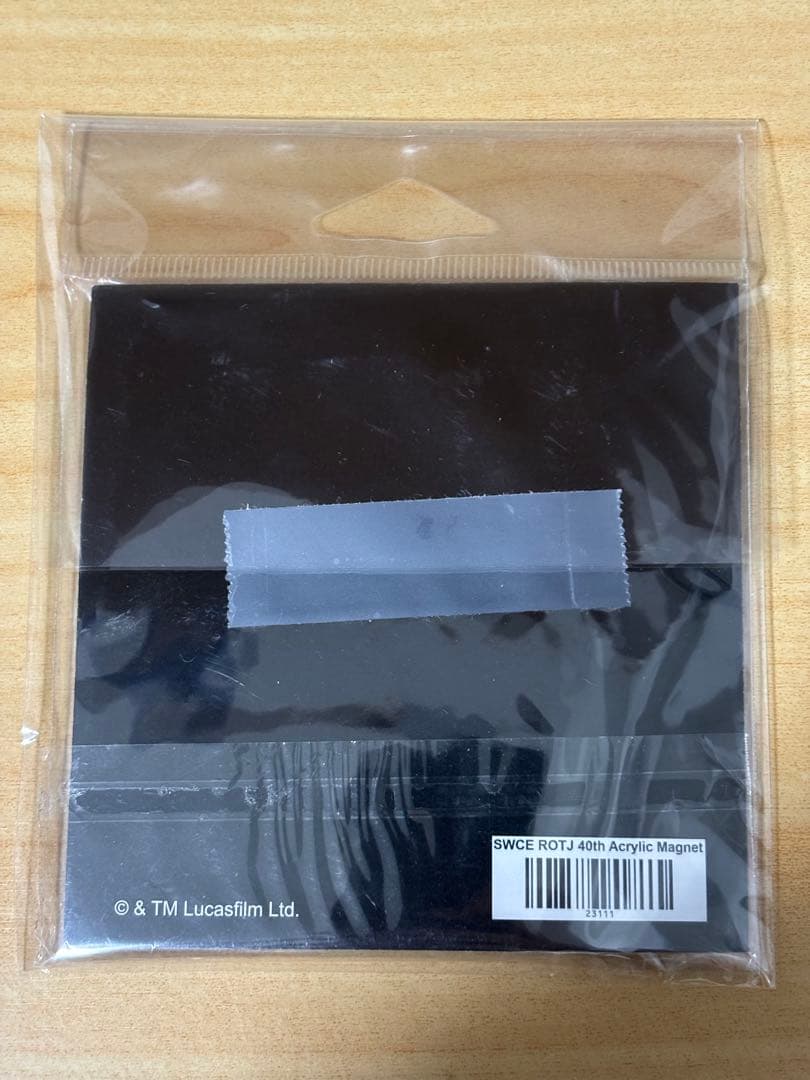 SWCE ROTJ 40th Acrylic Magnet
23111
© & TM Lucasfilm Ltd.